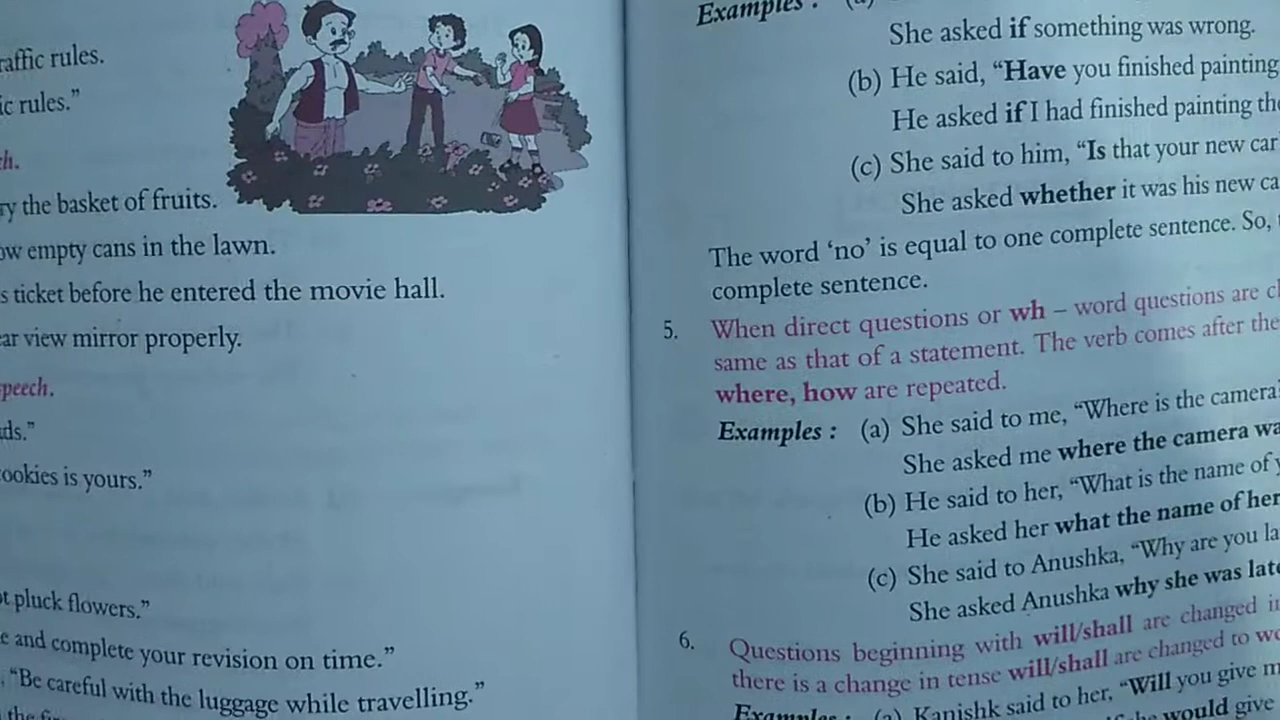 raffic rules.
ic rules.”
ch.
ry the basket of fruits.
ow empty cans in the lawn.
s ticket before he entered the movie hall.
ar view mirror properly.
speech.
ds.”
cookies is yours.”
ot pluck flowers.”
e and complete your revision on time.”
, “Be careful with the luggage while travelling.”
Examples :
She asked if something was wrong.
(b) He said, “Have you finished painting
He asked if I had finished painting the
(c) She said to him, “Is that your new car
She asked whether it was his new ca
The word ‘no’ is equal to one complete sentence. So,
complete sentence.
5. When direct questions or wh – word questions are c
same as that of a statement. The verb comes after the
where, how are repeated.
Examples : (a) She said to me, “Where is the camera
She asked me where the camera wa
(b) He said to her, “What is the name of y
He asked her what the name of her
(c) She said to Anushka, “Why are you la
She asked Anushka why she was late
6. Questions beginning with will/shall are changed i
there is a change in tense will/shall are changed to wo
Examples : (a) Kanishk said to her, “Will you give m
would give